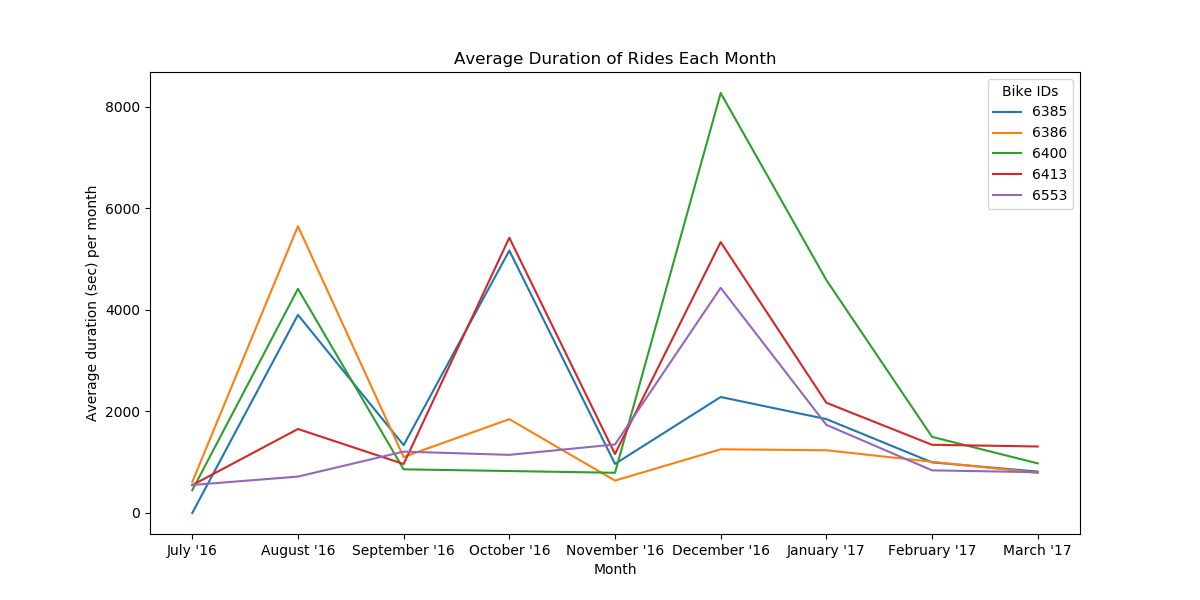 Average Duration of Rides Each Month
Average duration (sec) per month
8000
6000
4000
2000
0
Bike IDs
6385
6386
6400
6413
6553
July '16
August '16
September '16
October '16
November '16
December '16
January '17
February '17
March '17
Month